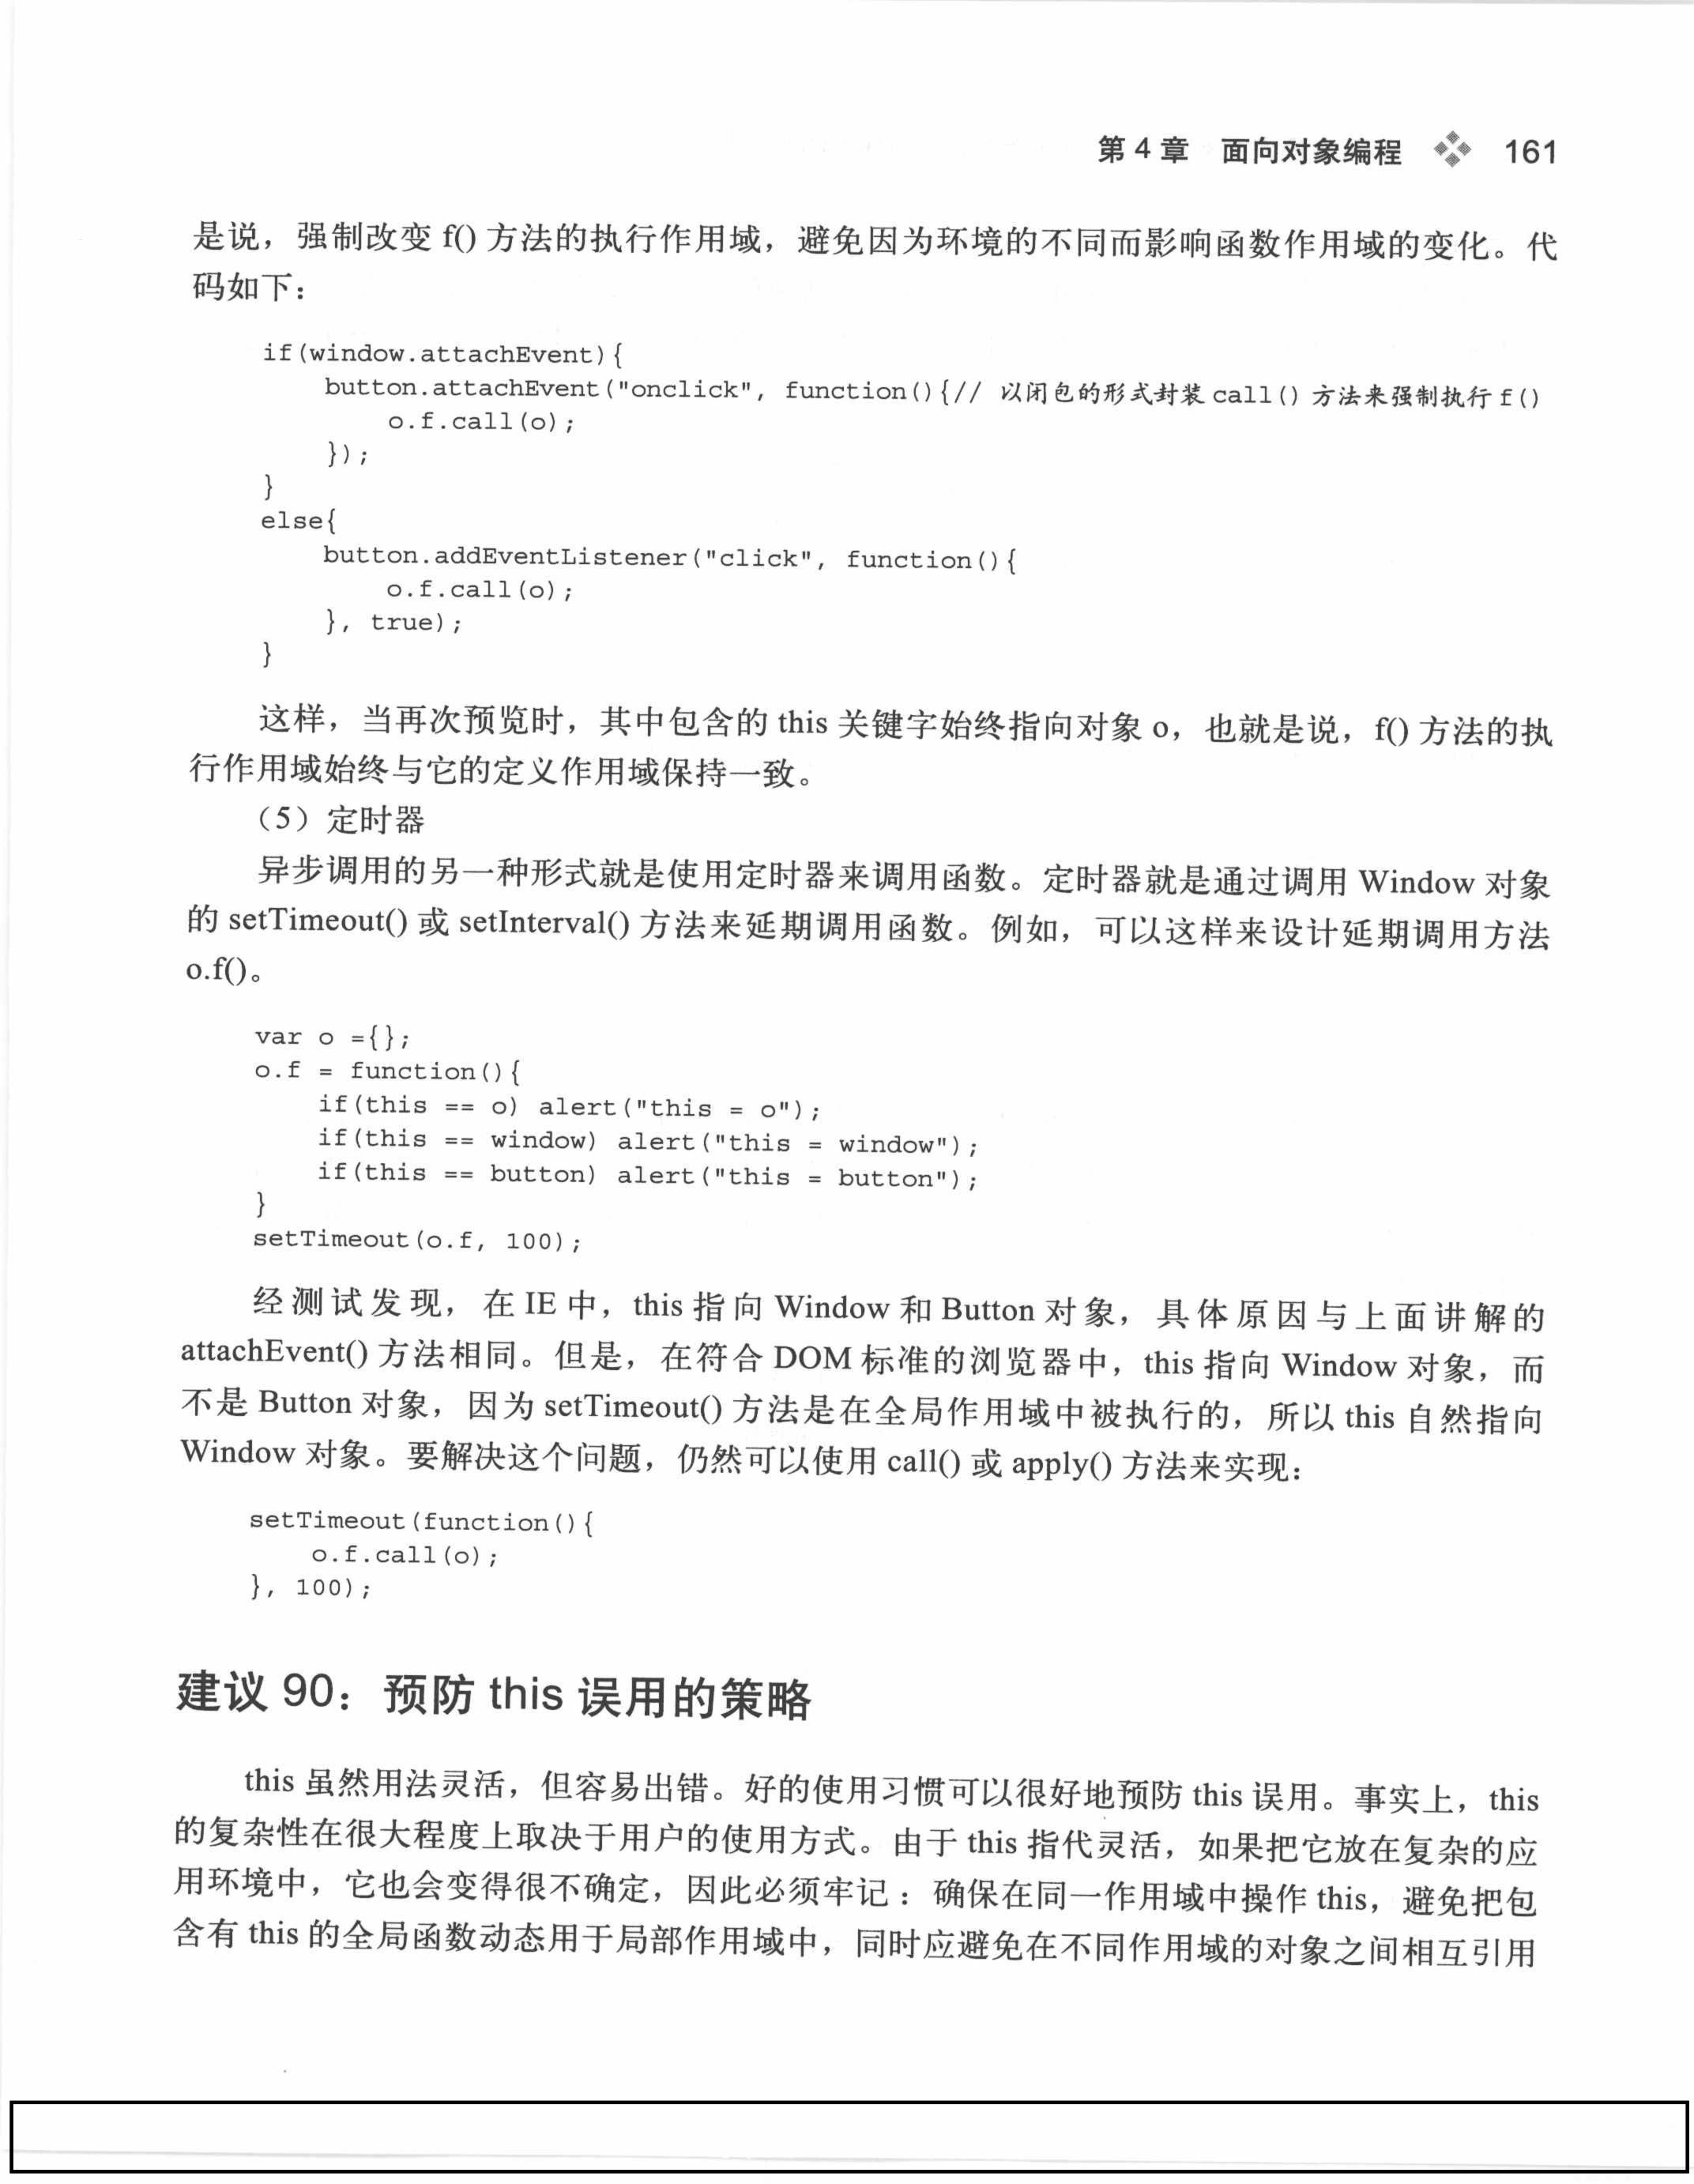 第 4 章　面向对象编程　161
是说，强制改变 f() 方法的执行作用域，避免因为环境的不同而影响函数作用域的变化。代
码如下：
if(window.attachEvent){
    button.attachEvent("onclick", function(){// 以闭包的形式封装 call() 方法来强制执行 f()
        o.f.call(o);
    });
}
else{
    button.addEventListener("click", function(){
        o.f.call(o);
    }, true);
}
这样，当再次预览时，其中包含的 this 关键字始终指向对象 o，也就是说，f() 方法的执
行作用域始终与它的定义作用域保持一致。
（5）定时器
异步调用的另一种形式就是使用定时器来调用函数。定时器就是通过调用 Window 对象
的 setTimeout() 或 setInterval() 方法来延期调用函数。例如，可以这样来设计延期调用方法
o.f()。
var o ={};
o.f = function(){
    if(this == o) alert("this = o");
    if(this == window) alert("this = window");
    if(this == button) alert("this = button");
}
setTimeout(o.f, 100);
经测试发现，在 IE 中，this 指向 Window 和 Button 对象，具体原因与上面讲解的
attachEvent() 方法相同。但是，在符合 DOM 标准的浏览器中，this 指向 Window 对象，而
不是 Button 对象，因为 setTimeout() 方法是在全局作用域中被执行的，所以 this 自然指向
Window 对象。要解决这个问题，仍然可以使用 call() 或 apply() 方法来实现：
setTimeout(function(){
    o.f.call(o);
}, 100);
建议 90：预防 this 误用的策略
this 虽然用法灵活，但容易出错。好的使用习惯可以很好地预防 this 误用。事实上，this
的复杂性在很大程度上取决于用户的使用方式。由于 this 指代灵活，如果把它放在复杂的应
用环境中，它也会变得很不确定，因此必须牢记：确保在同一作用域中操作 this，避免把包
含有 this 的全局函数动态用于局部作用域中，同时应避免在不同作用域的对象之间相互引用